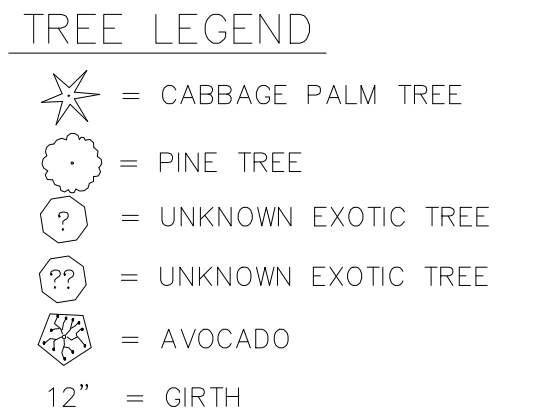 TREE LEGEND
= CABBAGE PALM TREE
= PINE TREE
? = UNKNOWN EXOTIC TREE
?? = UNKNOWN EXOTIC TREE
= AVOCADO
12” = GIRTH